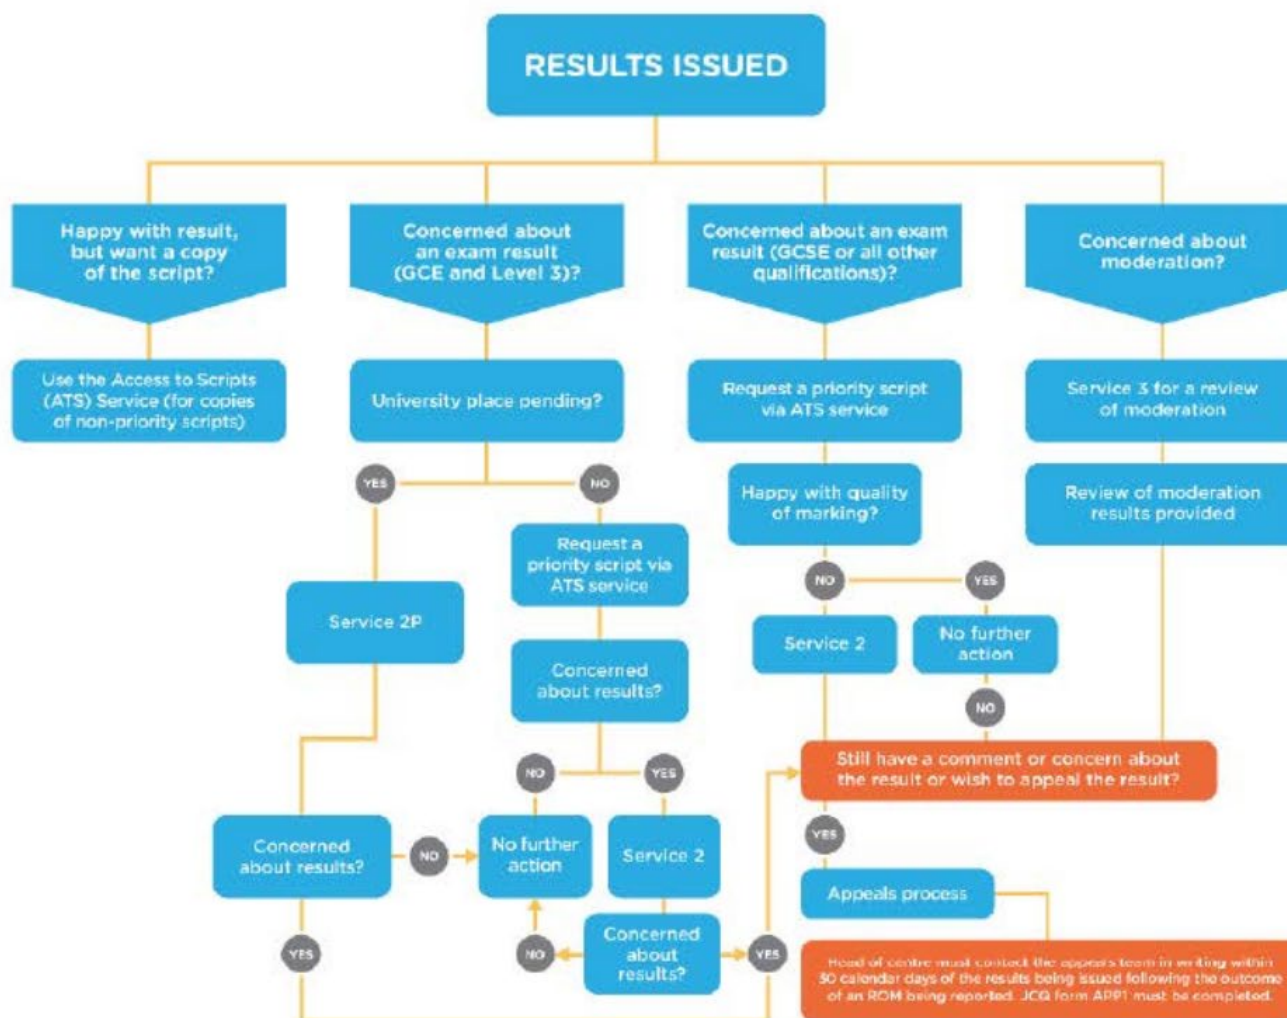 RESULTS ISSUED
Happy with result,
but want a copy
of the script?
Concerned about
an exam result
(GCE and Level 3)?
Concerned about an exam
result (GCSE or all other
qualifications)?
Concerned about
moderation?
Use the Access to Scripts
(ATS) Service (for copies
of non-priority scripts)
University place pending?
Request a priority script
via ATS service
Service 3 for a review
of moderation
YES
NO
Happy with quality
of marking?
Review of moderation
results provided
Request a
priority script via
ATS service
NO
YES
Service 2P
Service 2
No further
action
Concerned
about results?
NO
Still have a comment or concern about
the result or wish to appeal the result?
NO
YES
Concerned
about results?
NO
No further
action
Service 2
YES
Appeals process
YES
NO
Concerned
about
results?
YES
Head of centre must contact the appeals team in writing within
30 calendar days of the results being issued following the outcome
of an ROM being reported. JCQ form APP1 must be completed.